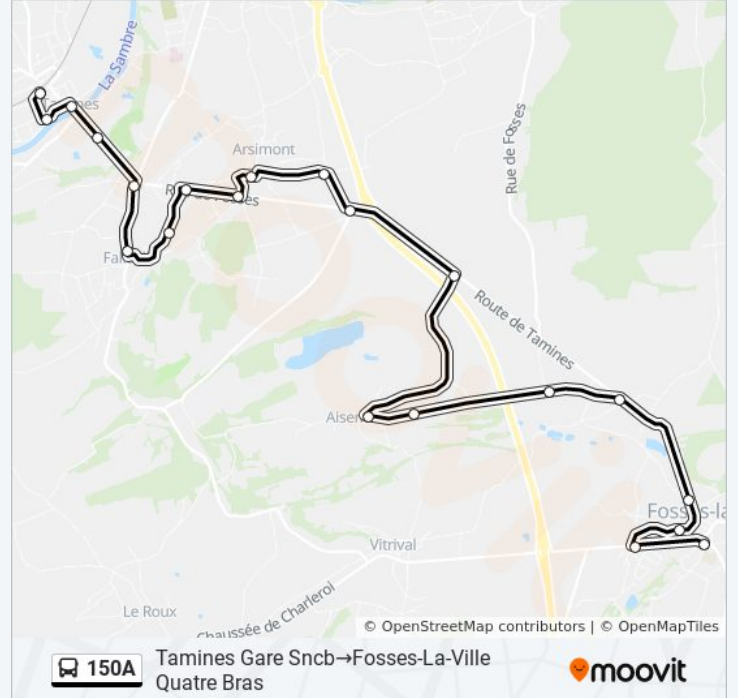 La Sambre
Arsimont
Rue de Fosses
Route de Tamines
Vitrival
Le Roux
Chaussée de Charleroi
© OpenStreetMap contributors | © OpenMapTiles
150A
Tamines Gare Sncb→Fosses-La-Ville
Quatre Bras
moovit